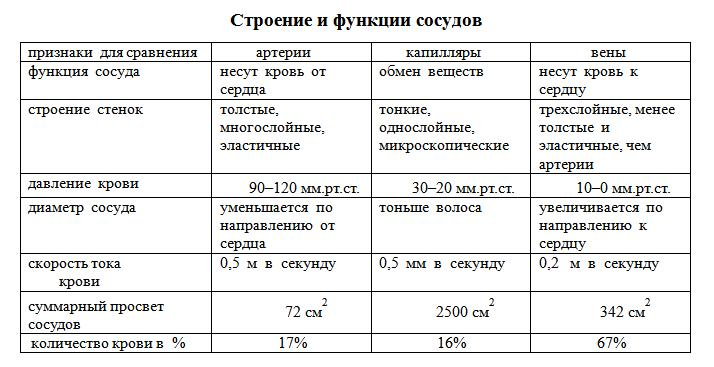 Строение и функции сосудов
признаки для сравнения артерии капилляры вены
функция сосуда несут кровь от обмен веществ несут кровь к
сердца сердцу
строение стенок толстые, тонкие, трехслойные, менее
многослойные, однослойные, толстые и
эластичные микроскопические эластичные, чем
артерии
давление крови 90–120 мм.рт.ст. 30–20 мм.рт.ст. 10–0 мм.рт.ст.
диаметр сосуда уменьшается по тоньше волоса увеличивается по
направлению от направлению к
сердца сердцу
скорость тока 0,5 м в секунду 0,5 мм в секунду 0,2 м в секунду
крови
суммарный просвет 72 см² 2500 см² 342 см²
сосудов
количество крови в % 17% 16% 67%